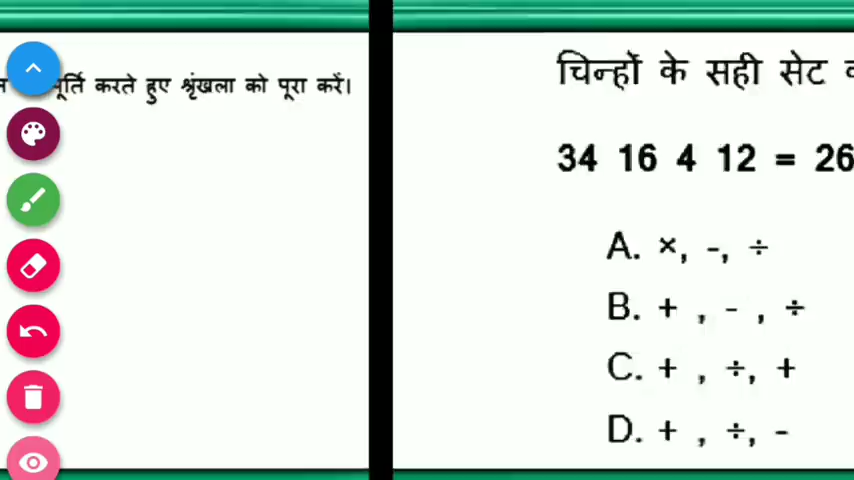 करते हुए श्रृंखला को पूरा करें।
चिन्हों के सही सेट
34 16 4 12 = 26
A. ×, -, ÷
B. + , - , ÷
C. + , ÷, +
D. + , ÷, -